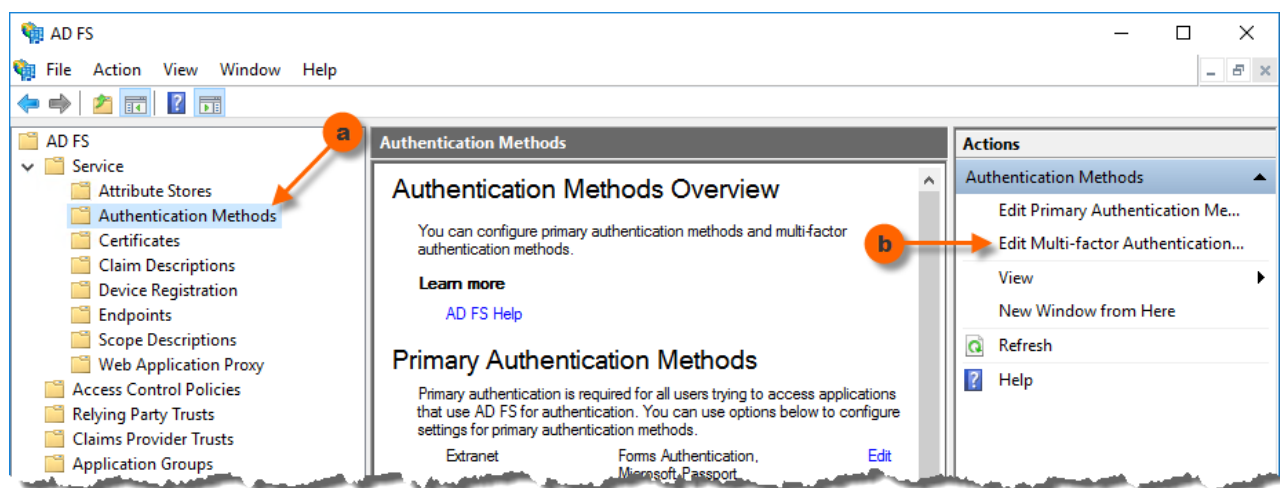 AD FS
File Action View Window Help
AD FS
Service
Attribute Stores
Authentication Methods
Certificates
Claim Descriptions
Device Registration
Endpoints
Scope Descriptions
Web Application Proxy
Access Control Policies
Relying Party Trusts
Claims Provider Trusts
Application Groups
a
Authentication Methods
Authentication Methods Overview
You can configure primary authentication methods and multi-factor
authentication methods.
Learn more
AD FS Help
Primary Authentication Methods
Primary authentication is required for all users trying to access applications
that use AD FS for authentication. You can use options below to configure
settings for primary authentication methods.
Extranet Forms Authentication, Edit
Microsoft Passport
b
Actions
Authentication Methods
Edit Primary Authentication Me...
Edit Multi-factor Authentication...
View
New Window from Here
Refresh
Help